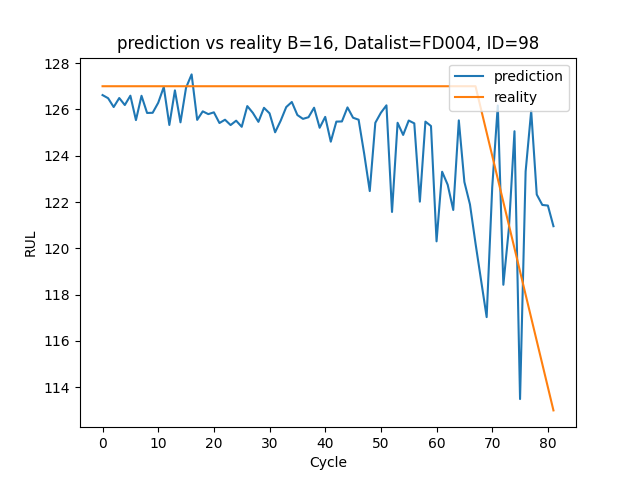 prediction vs reality B=16, Datalist=FD004, ID=98
prediction
reality
RUL
128
126
124
122
120
118
116
114
0 10 20 30 40 50 60 70 80
Cycle